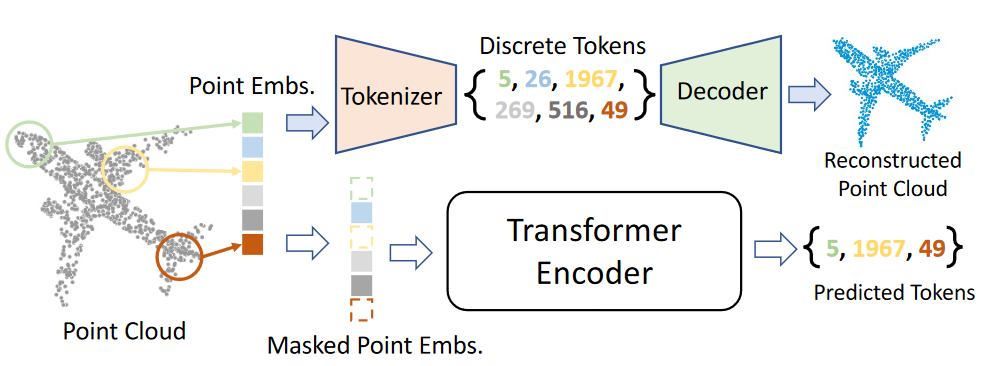 Discrete Tokens
Point Embs.
Tokenizer
{ 5, 26, 1967,
269, 516, 49 }
Decoder
Reconstructed
Point Cloud
Transformer
Encoder
{ 5, 1967, 49 }
Predicted Tokens
Point Cloud
Masked Point Embs.